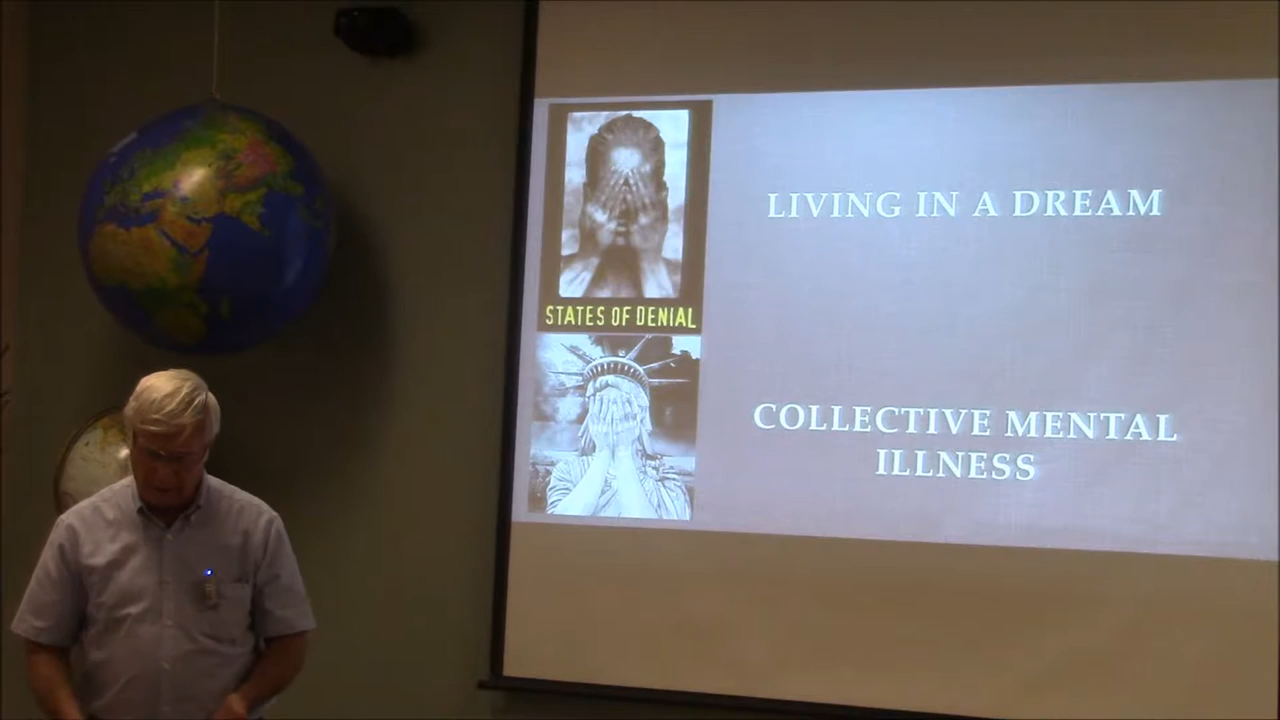 STATES OF DENIAL
LIVING IN A DREAM
COLLECTIVE MENTAL
ILLNESS